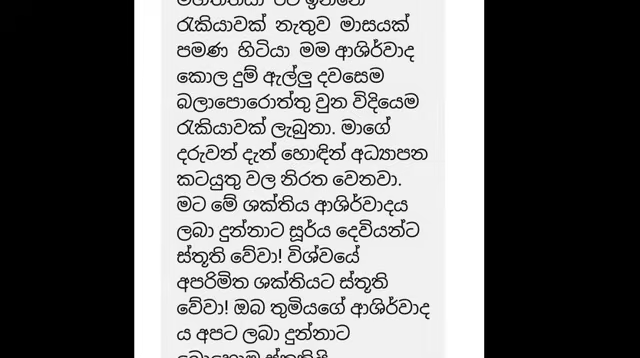 රැකියාවක් නැතුව මාසයක්
පමණ හිටියා මම ආශිර්වාද
කොල දුම් ඇල්ලු දවසෙම
බලාපොරොත්තු වුන විදියෙම
රැකියාවක් ලැබුනා. මාගේ
දරුවන් දැන් හොඳින් අධ්‍යාපන
කටයුතු වල නිරත වෙනවා.
මට මේ ශක්තිය ආශිර්වාදය
ලබා දුන්නාට සූර්ය දෙවියන්ට
ස්තූති වේවා! විශ්වයේ
අපරිමිත ශක්තියට ස්තූති
වේවා! ඔබ තුමියගේ ආශිර්වාද
ය අපට ලබා දුන්නාට